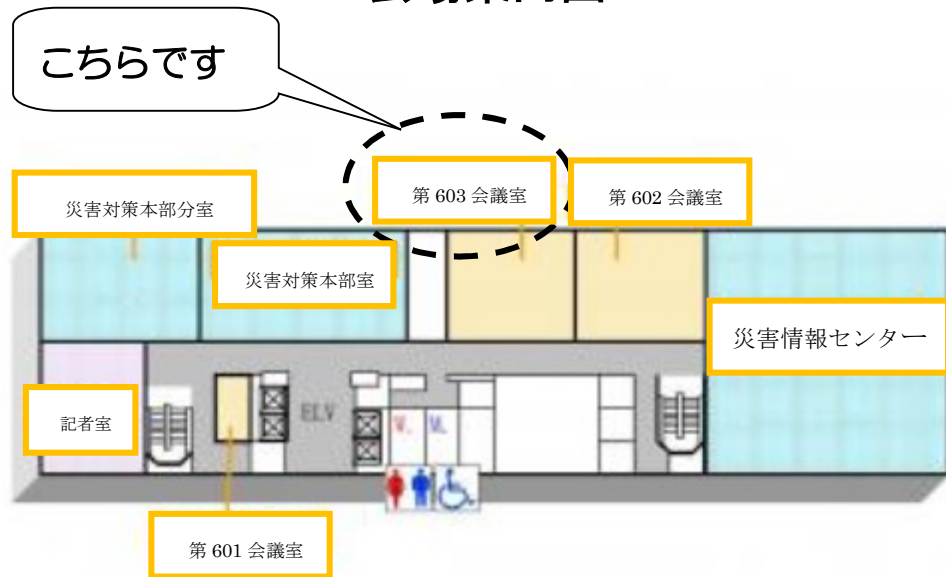 こちらです
第 603 会議室
第 602 会議室
災害対策本部分室
災害対策本部室
災害情報センター
記者室
ELV
W.
M.
第 601 会議室